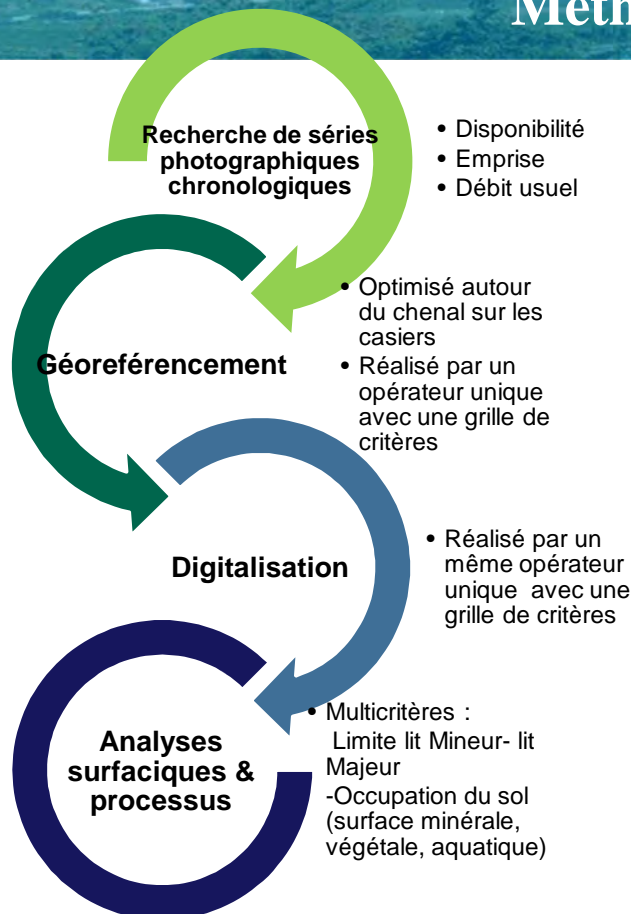 Méth
Recherche de séries
photographiques
chronologiques
• Disponibilité
• Emprise
• Débit usuel
Géoreférencement
• Optimisé autour
du chenal sur les
casiers
• Réalisé par un
opérateur unique
avec une grille de
critères
Digitalisation
• Réalisé par un
même opérateur
unique avec une
grille de critères
Analyses
surfaciques &
processus
• Multicritères :
Limite lit Mineur- lit
Majeur
-Occupation du sol
(surface minérale,
végétale, aquatique)